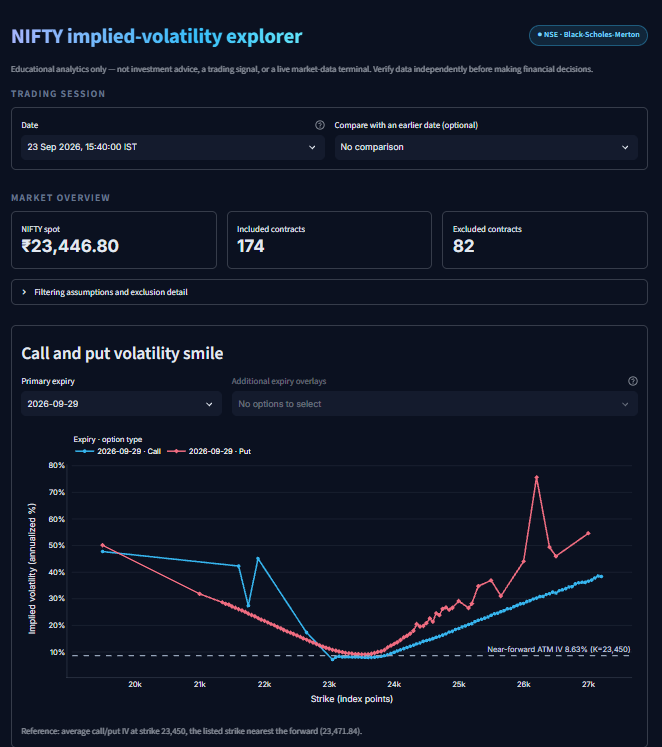 NIFTY implied-volatility explorer
NSE · Black-Scholes-Merton
Educational analytics only — not investment advice, a trading signal, or a live market-data terminal. Verify data independently before making financial decisions.
TRADING SESSION
Date
Compare with an earlier date (optional)
23 Sep 2026, 15:40:00 IST
No comparison
MARKET OVERVIEW
NIFTY spot
₹23,446.80
Included contracts
174
Excluded contracts
82
Filtering assumptions and exclusion detail
Call and put volatility smile
Primary expiry
Additional expiry overlays
2026-09-29
No options to select
Expiry · option type
2026-09-29 · Call
2026-09-29 · Put
Implied volatility (annualized %)
80%
70%
60%
50%
40%
30%
20%
10%
Near-forward ATM IV 8.63% (K=23,450)
20k
21k
22k
23k
24k
25k
26k
27k
Strike (index points)
Reference: average call/put IV at strike 23,450, the listed strike nearest the forward (23,471.84).